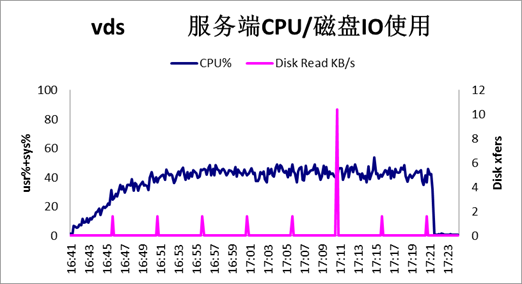 vds 服务端CPU/磁盘IO使用
CPU% Disk Read KB/s
usr%+sys%
100
80
60
40
20
0
12
10
8
6
4
2
0
Disk xfers
16:41 16:43 16:45 16:47 16:49 16:51 16:53 16:55 16:57 16:59 17:01 17:03 17:05 17:07 17:09 17:11 17:13 17:15 17:17 17:19 17:21 17:23